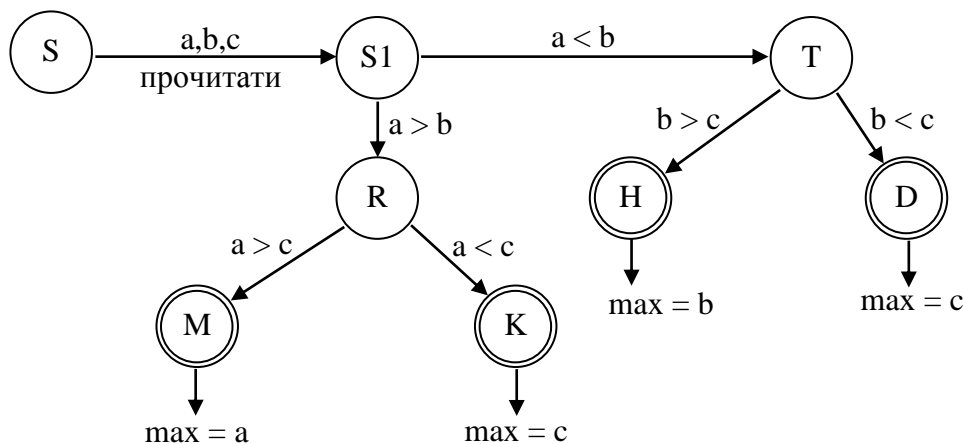 S
a,b,c
прочитати
S1
a < b
T
a > b
b > c
b < c
R
H
D
a > c
a < c
M
K
max = b
max = c
max = a
max = c